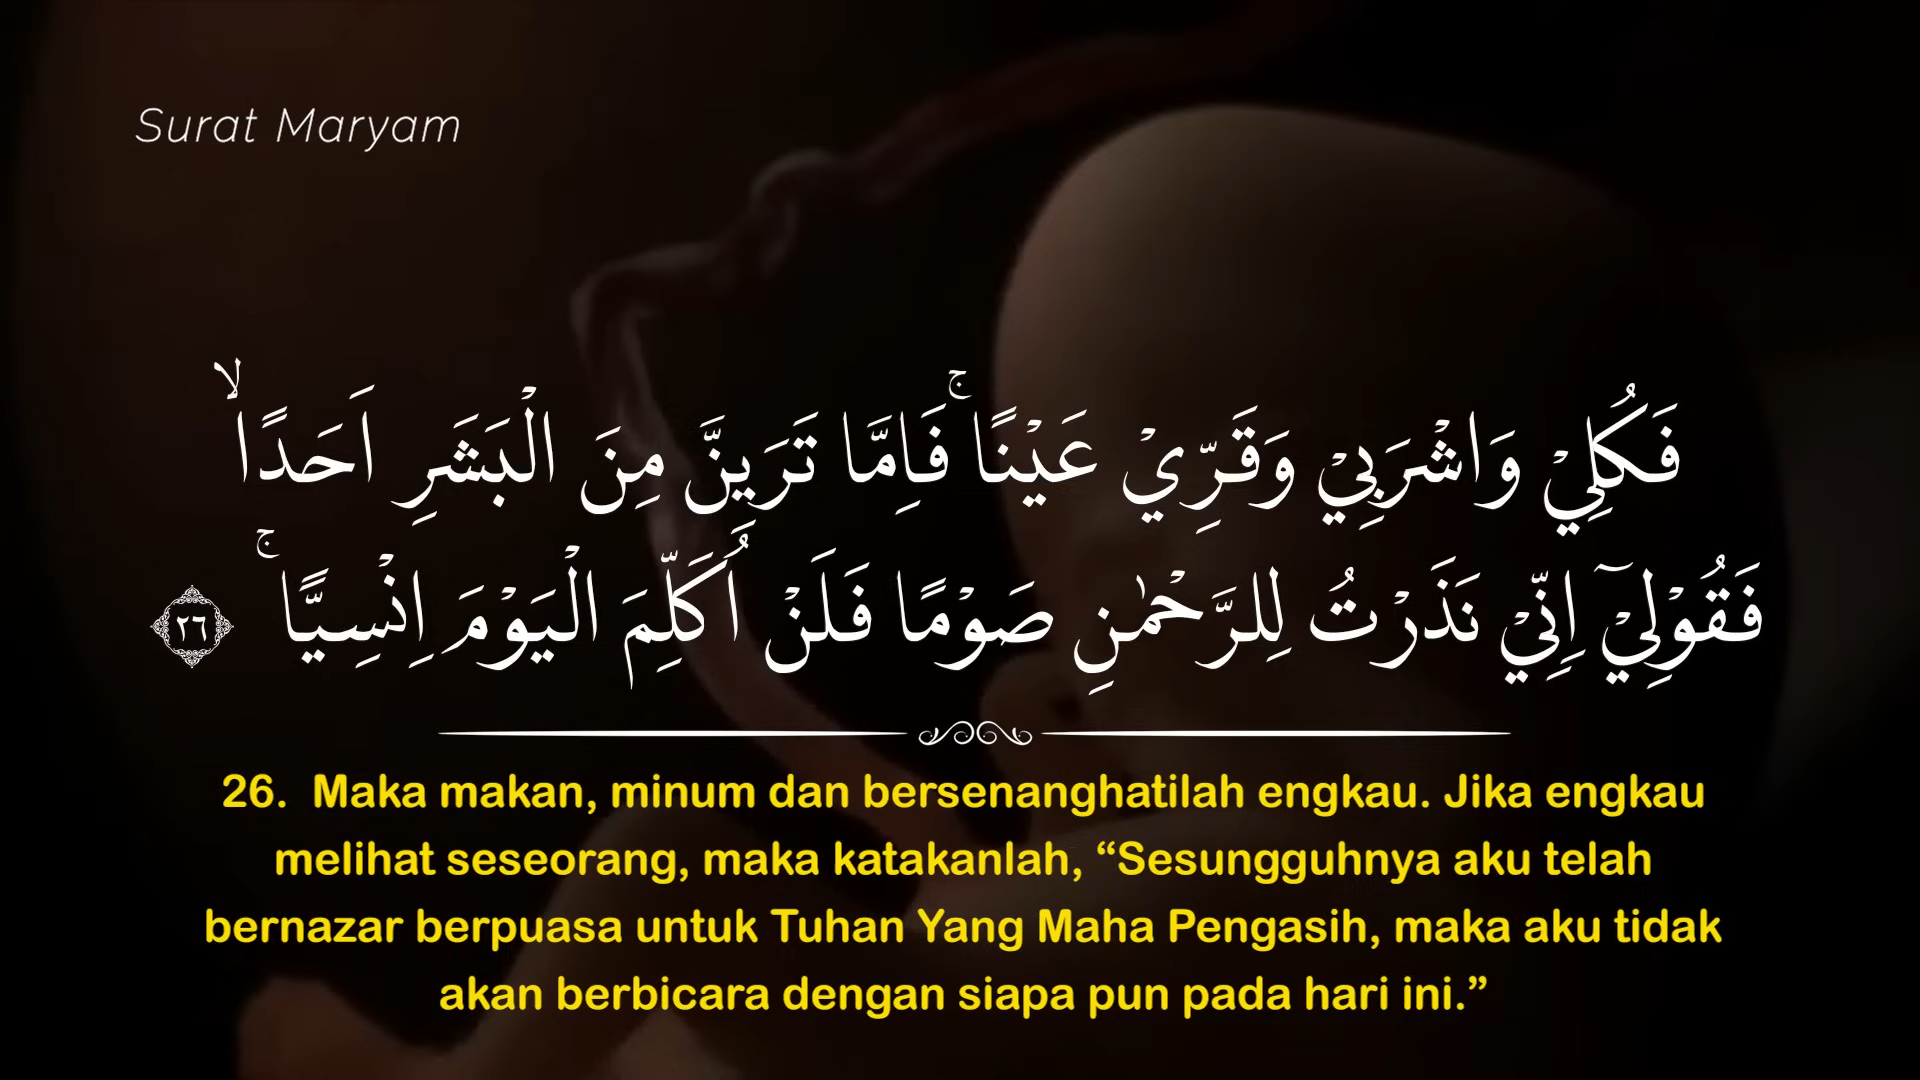 Surat Maryam
فَكُلِيْ وَاشْرَبِيْ وَقَرِّيْ عَيْنًا ۚ فَاِمَّا تَرَيِنَّ مِنَ الْبَشَرِ اَحَدًا ۙ
فَقُوْلِيْٓ اِنِّيْ نَذَرْتُ لِلرَّحْمٰنِ صَوْمًا فَلَنْ اُكَلِّمَ الْيَوْمَ اِنْسِيًّا ۚ ٢٦
26. Maka makan, minum dan bersenanghatilah engkau. Jika engkau
melihat seseorang, maka katakanlah, “Sesungguhnya aku telah
bernazar berpuasa untuk Tuhan Yang Maha Pengasih, maka aku tidak
akan berbicara dengan siapa pun pada hari ini.”